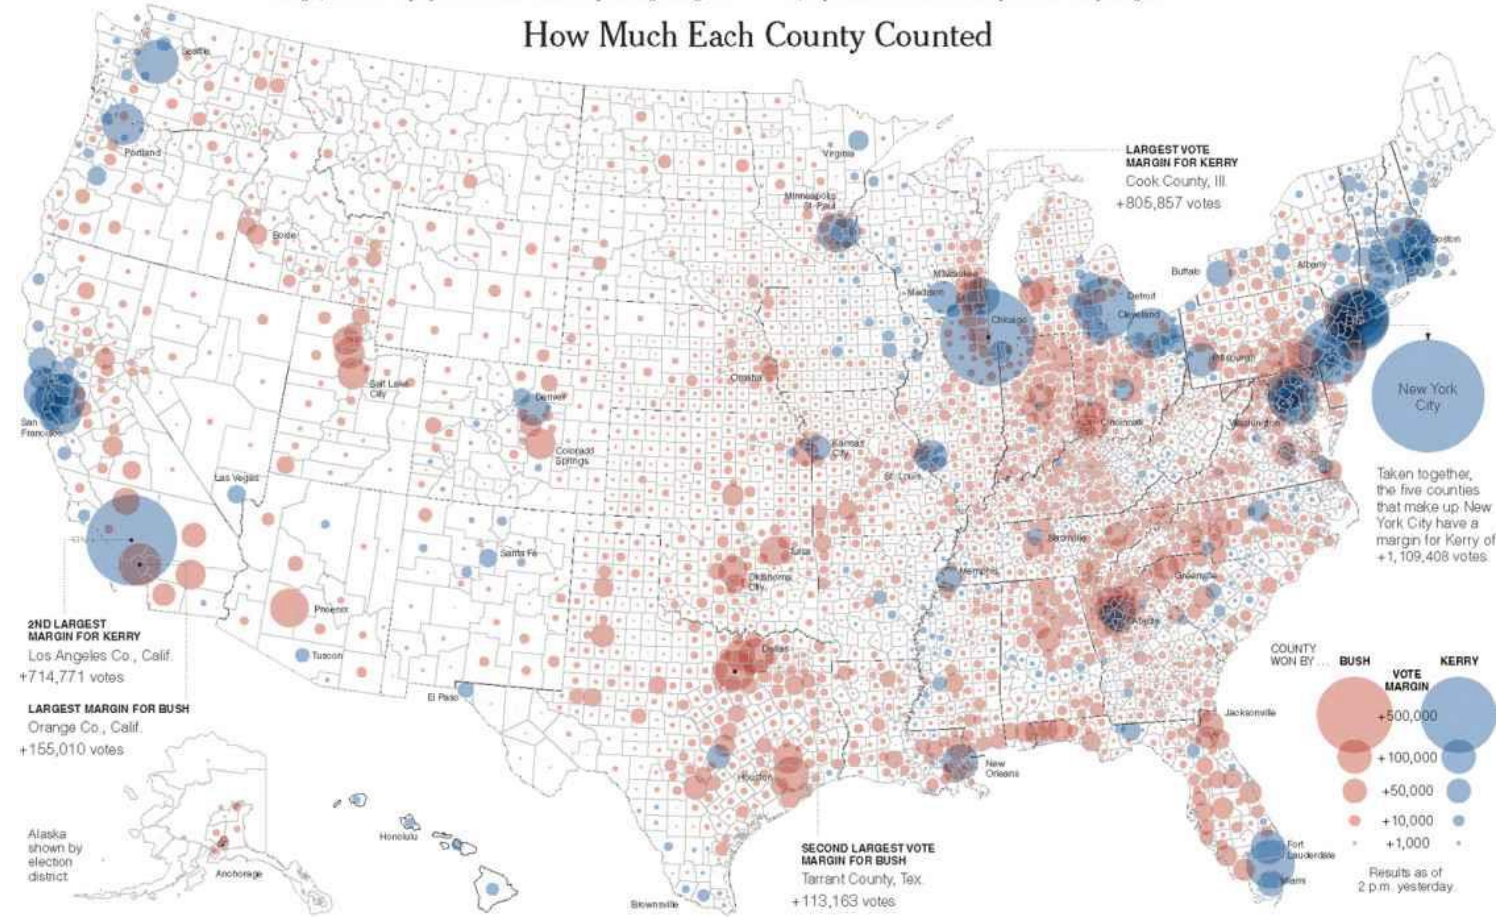 How Much Each County Counted
Seattle
Portland
Boise
Salt Lake
City
Denver
Colorado
Springs
San
Francisco
Las Vegas
Santa Fe
Phoenix
Tuscon
El Paso
Virginia
Minneapolis
St. Paul
Milwaukee
Madison
Chicago
Omaha
Kansas
City
St. Louis
Tulsa
Oklahoma
City
Dallas
Houston
Brownsville
New
Orleans
Memphis
Nashville
Atlanta
Greenville
Jacksonville
Fort
Lauderdale
Miami
Detroit
Cleveland
Cincinnati
Pittsburgh
Washington
Buffalo
Albany
Boston
LARGEST VOTE
MARGIN FOR KERRY
Cook County, Ill.
+805,857 votes
New York
City
Taken together,
the five counties
that make up New
York City have a
margin for Kerry of
+1,109,408 votes.
2ND LARGEST
MARGIN FOR KERRY
Los Angeles Co., Calif.
+714,771 votes
LARGEST MARGIN FOR BUSH
Orange Co., Calif.
+155,010 votes
Alaska
shown by
election
district
Anchorage
Honolulu
SECOND LARGEST VOTE
MARGIN FOR BUSH
Tarrant County, Tex.
+113,163 votes
COUNTY
WON BY . . . BUSH KERRY
VOTE
MARGIN
+500,000
+100,000
+50,000
+10,000
+1,000
Results as of
2 p.m. yesterday.